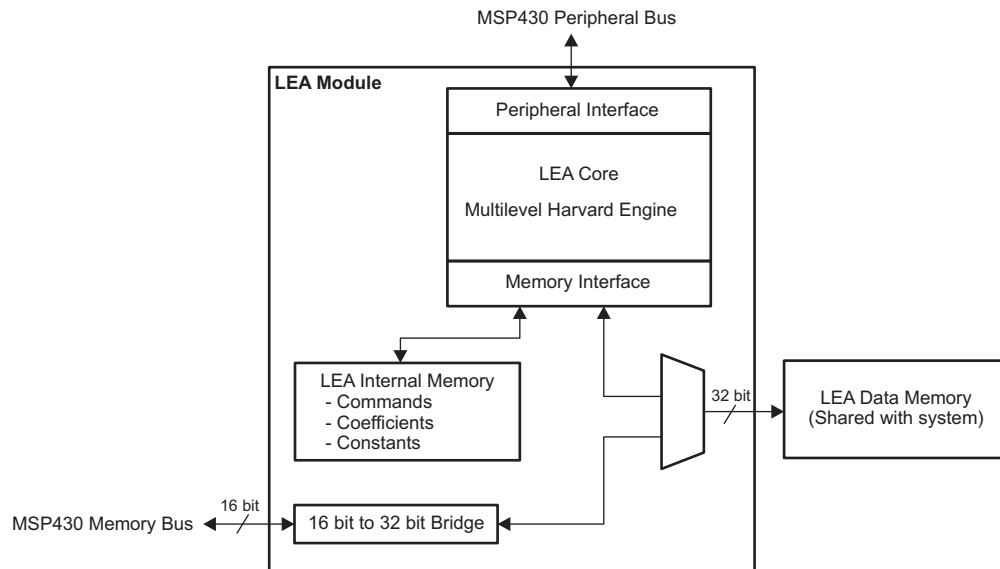 MSP430 Peripheral Bus
LEA Module
Peripheral Interface
LEA Core
Multilevel Harvard Engine
Memory Interface
LEA Internal Memory
- Commands
- Coefficients
- Constants
32 bit
LEA Data Memory
(Shared with system)
16 bit
MSP430 Memory Bus
16 bit to 32 bit Bridge